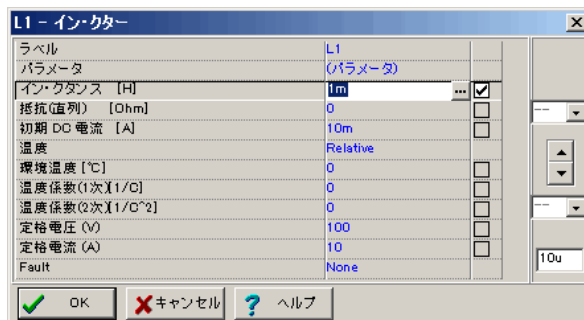 L1 - イン・クター
ラベル L1
パラメータ (パラメータ)
イン・クタンス [H] 1m ...
抵抗(直列) [Ohm] 0
初期 DC 電流 [A] 10m
温度 Relative
環境温度 [℃] 0
温度係数(1次)[1/C] 0
温度係数(2次)[1/C^2] 0
定格電圧 (V) 100
定格電流 (A) 10
Fault None
---
---
10u
OK キャンセル ? ヘルプ